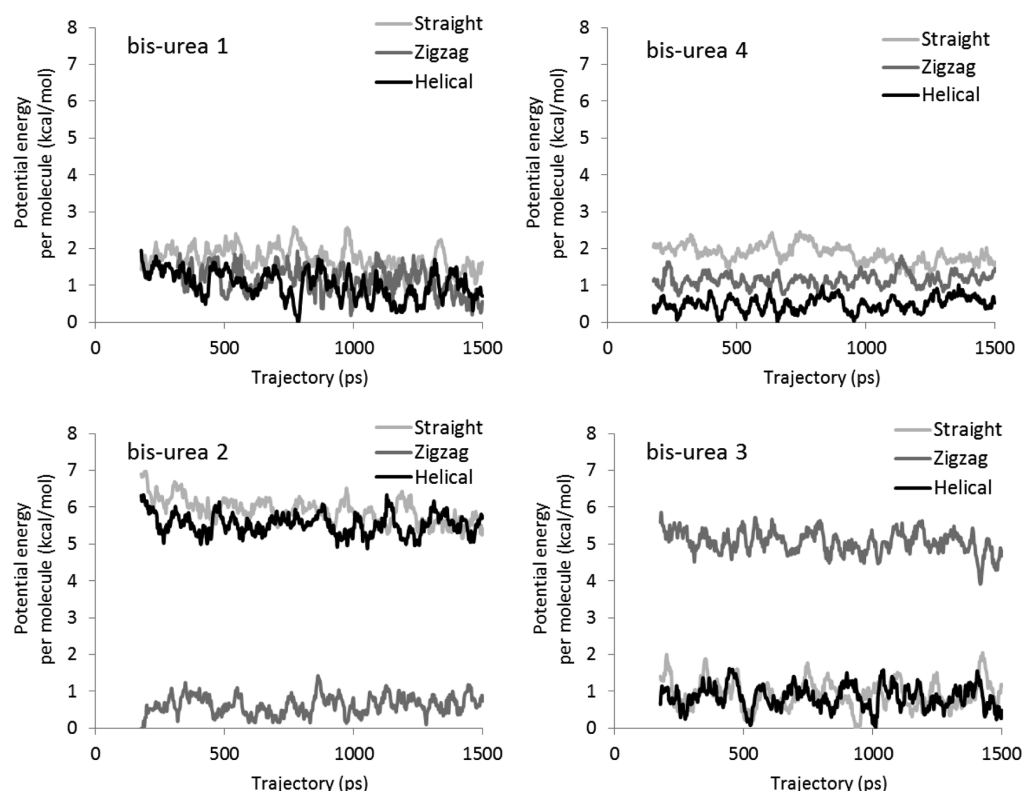 bis-urea 1
Straight
Zigzag
Helical
Potential energy
per molecule (kcal/mol)
8
7
6
5
4
3
2
1
0
0 500 1000 1500
Trajectory (ps)
bis-urea 4
Straight
Zigzag
Helical
Potential energy
per molecule (kcal/mol)
8
7
6
5
4
3
2
1
0
0 500 1000 1500
Trajectory (ps)
bis-urea 2
Straight
Zigzag
Helical
Potential energy
per molecule (kcal/mol)
8
7
6
5
4
3
2
1
0
0 500 1000 1500
Trajectory (ps)
bis-urea 3
Straight
Zigzag
Helical
Potential energy
per molecule (kcal/mol)
8
7
6
5
4
3
2
1
0
0 500 1000 1500
Trajectory (ps)